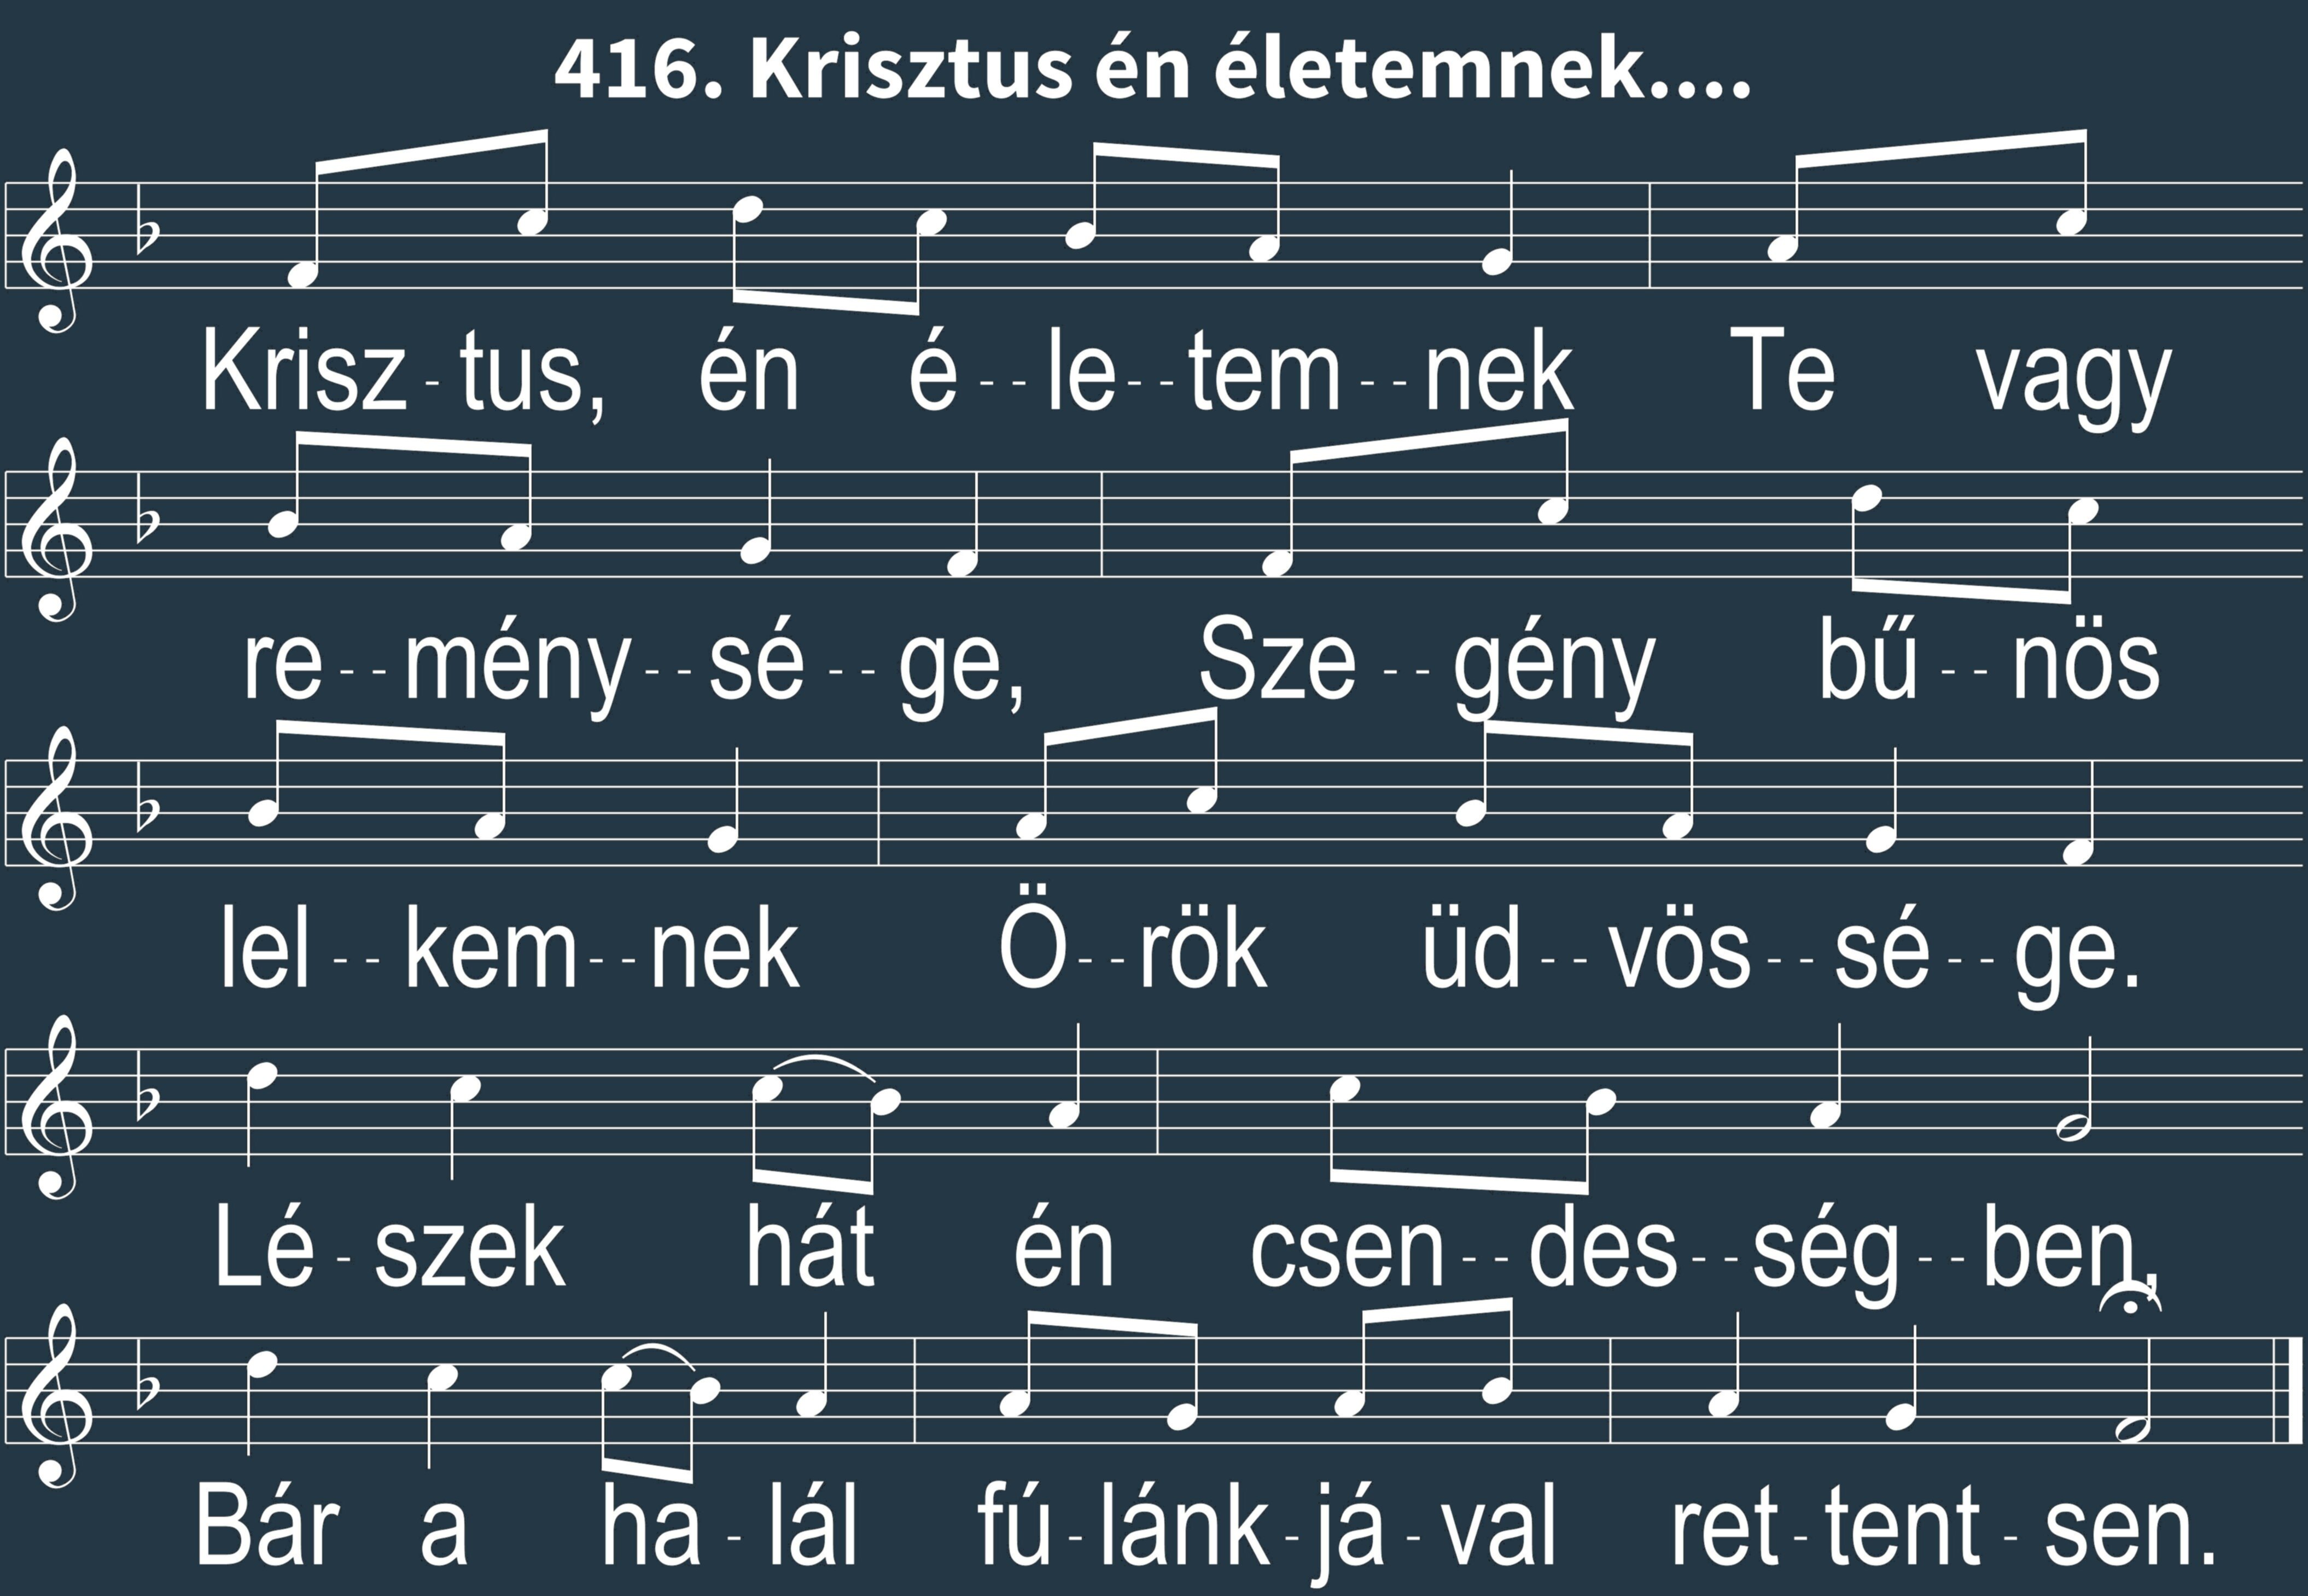 416. Krisztus én életemnek....
Krisz-tus, én é--le--tem--nek Te vagy
re--mény--sé--ge, Sze--gény bű--nös
lel--kem--nek Ö--rök üd--vös--sé--ge.
Lé-szek hát én csen--des--ség--ben,
Bár a ha-lál fú-lánk-já-val ret-tent-sen.